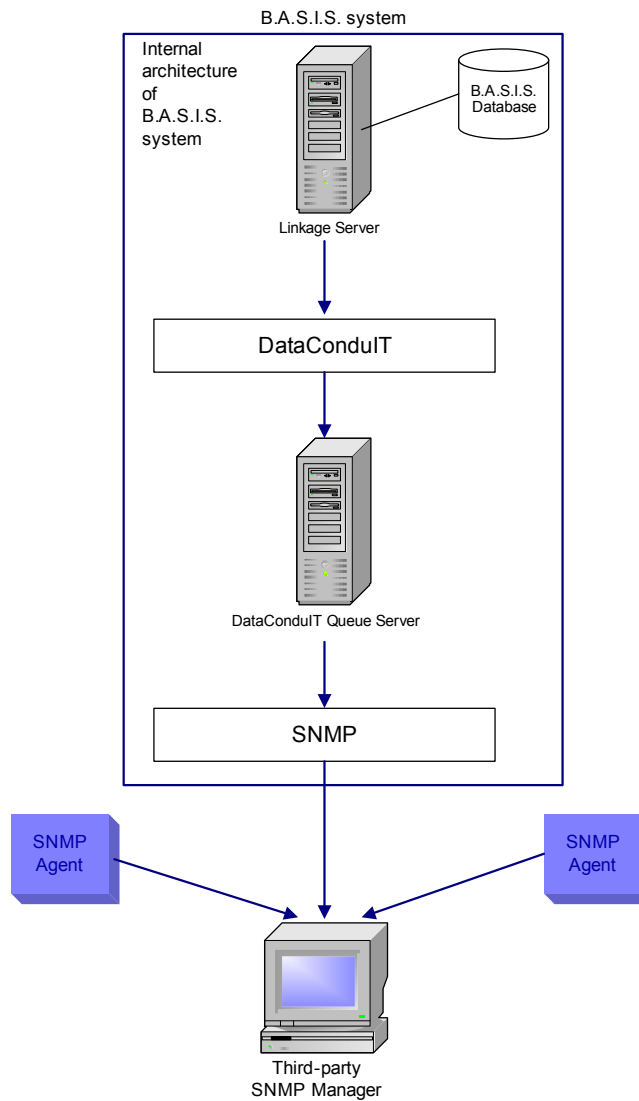 B.A.S.I.S. system
Internal
architecture
of
B.A.S.I.S.
system
B.A.S.I.S.
Database
Linkage Server
DataConduIT
DataConduIT Queue Server
SNMP
SNMP
Agent
SNMP
Agent
Third-party
SNMP Manager